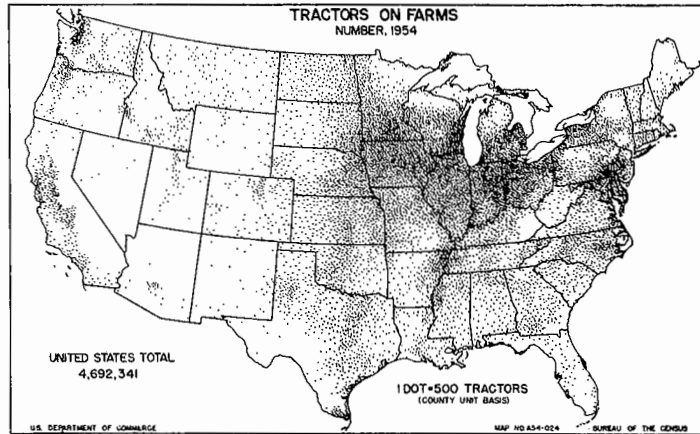 TRACTORS ON FARMS
NUMBER, 1954
UNITED STATES TOTAL
4,692,341
1 DOT=500 TRACTORS
(COUNTY UNIT BASIS)
U.S. DEPARTMENT OF COMMERCE
MAP NO A54-024
BUREAU OF THE CENSUS